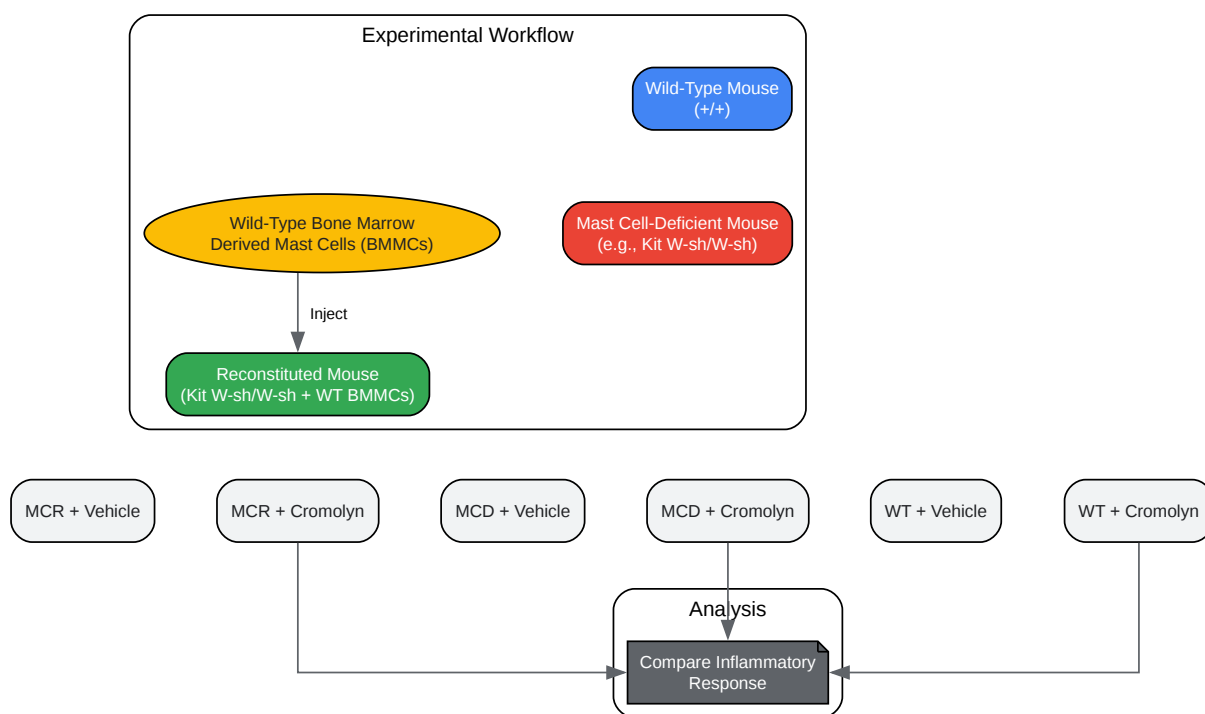 Experimental Workflow
Wild-Type Mouse
(+/+)
Wild-Type Bone Marrow
Derived Mast Cells (BMMCs)
Mast Cell-Deficient Mouse
(e.g., Kit W-sh/W-sh)
Inject
Reconstituted Mouse
(Kit W-sh/W-sh + WT BMMCs)
MCR + Vehicle
MCR + Cromolyn
MCD + Vehicle
MCD + Cromolyn
WT + Vehicle
WT + Cromolyn
Analysis
Compare Inflammatory
Response